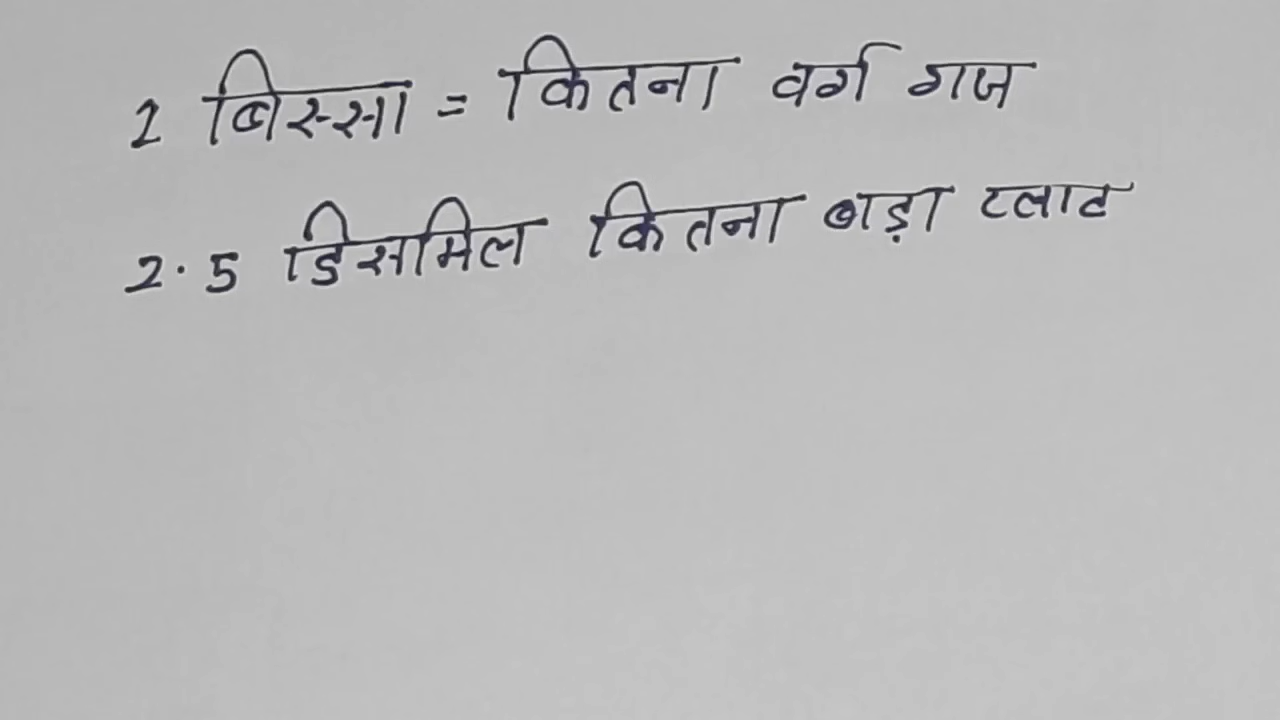 1 बिस्सा = कितना वर्ग गज
2.5 डिसमिल कितना बड़ा प्लाट